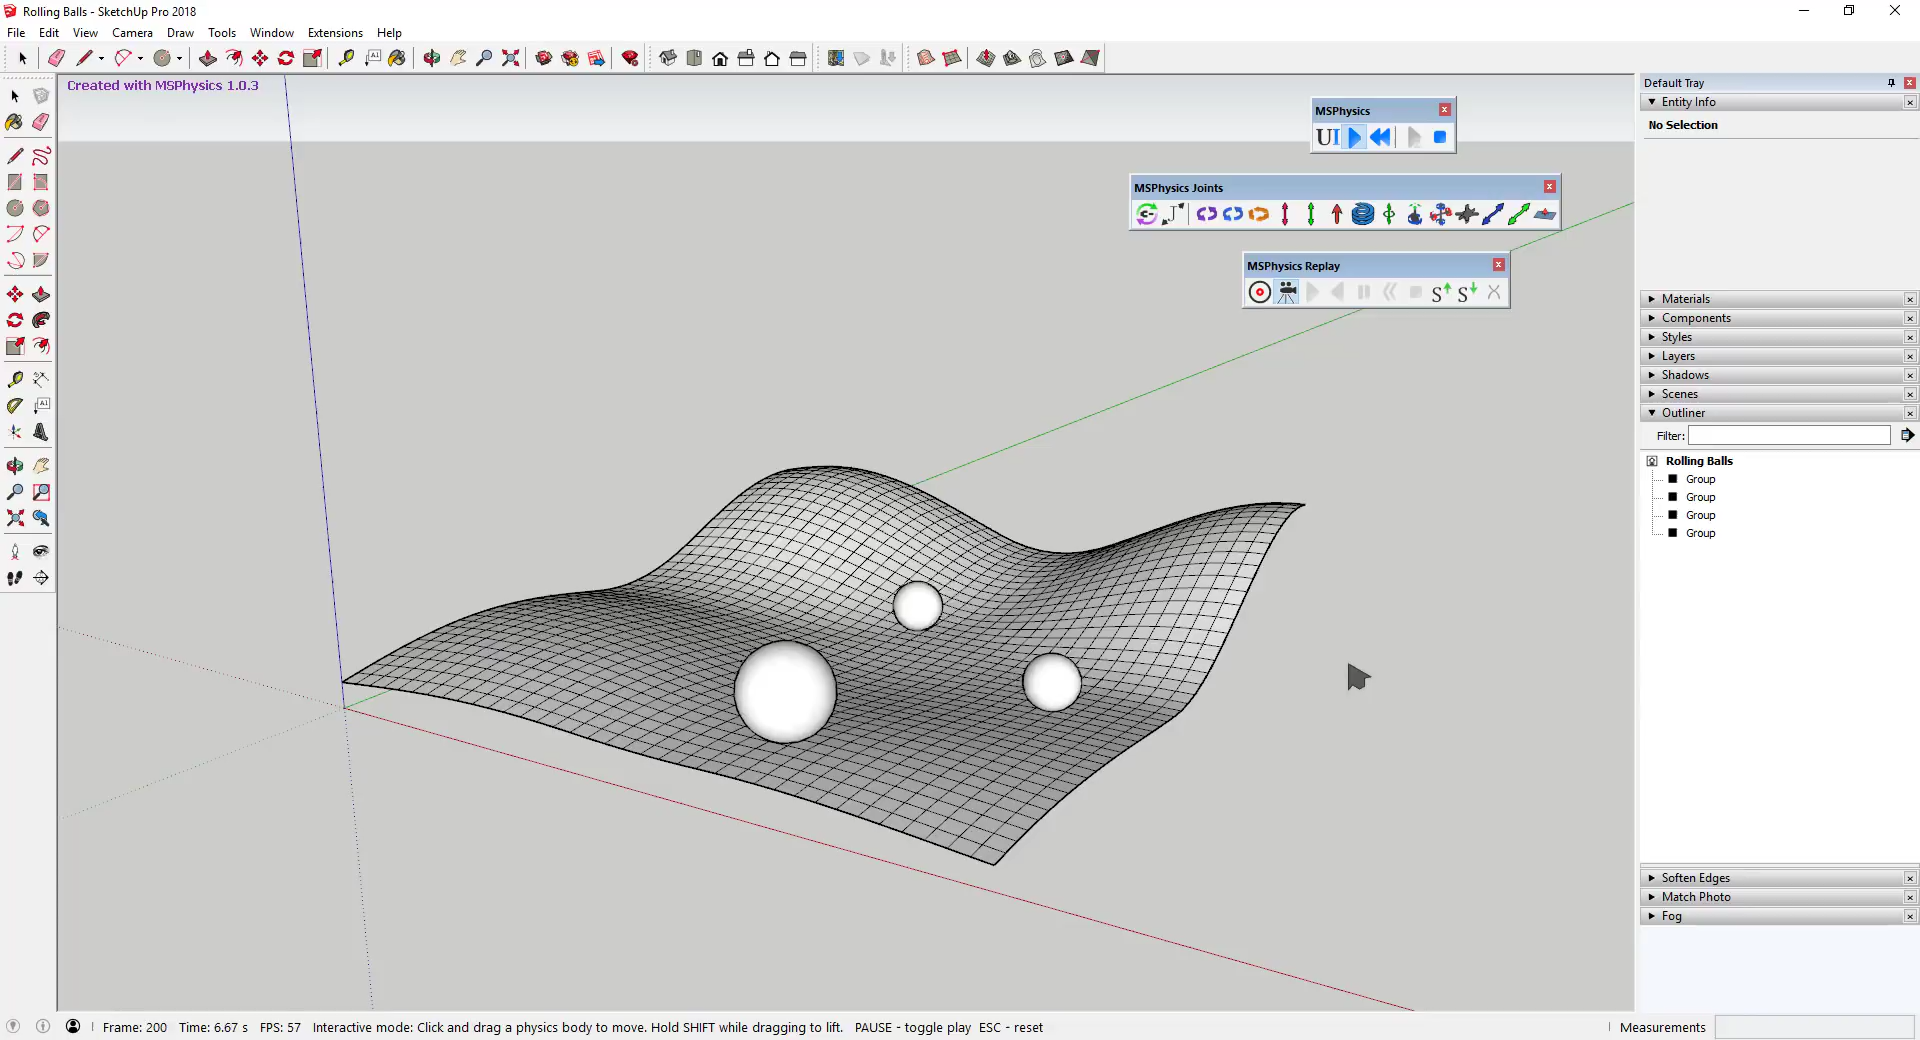 Rolling Balls - SketchUp Pro 2018
File Edit View Camera Draw Tools Window Extensions Help
Created with MSPhysics 1.0.3
MSPhysics
UI
MSPhysics Joints
MSPhysics Replay
Default Tray
Entity Info
No Selection
Materials
Components
Styles
Layers
Shadows
Scenes
Outliner
Filter:
Rolling Balls
Group
Group
Group
Group
Soften Edges
Match Photo
Fog
Frame: 200 Time: 6.67 s FPS: 57 Interactive mode: Click and drag a physics body to move. Hold SHIFT while dragging to lift. PAUSE - toggle play ESC - reset
Measurements